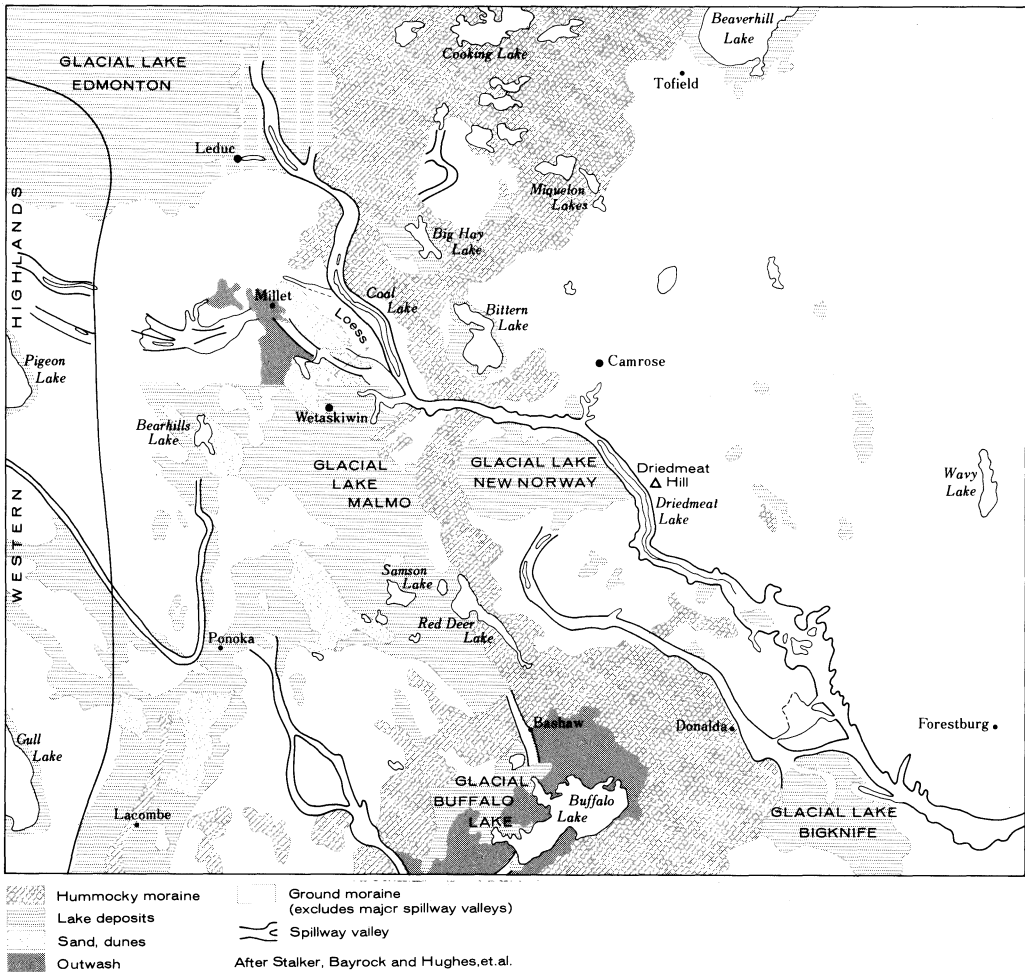 Beaverhill
Lake
GLACIAL LAKE
EDMONTON
Cooking Lake
Tofield
Leduc
Miquelon
Lakes
HIGHLANDS
Big Hay
Lake
Millet
Coal
Lake
Loess
Bittern
Lake
Pigeon
Lake
Camrose
Wetaskiwin
Bearhills
Lake
GLACIAL
LAKE
MALMO
GLACIAL LAKE
NEW NORWAY
Driedmeat
Hill
Driedmeat
Lake
Wavy
Lake
WESTERN
Samson
Lake
Red Deer
Lake
Ponoka
Bashaw
Donalda
Forestburg
Gull
Lake
GLACIAL
BUFFALO
LAKE
Buffalo
Lake
Lacombe
GLACIAL LAKE
BIGKNIFE
Hummocky moraine
Lake deposits
Sand, dunes
Outwash
Ground moraine
(excludes major spillway valleys)
Spillway valley
After Stalker, Bayrock and Hughes,et.al.